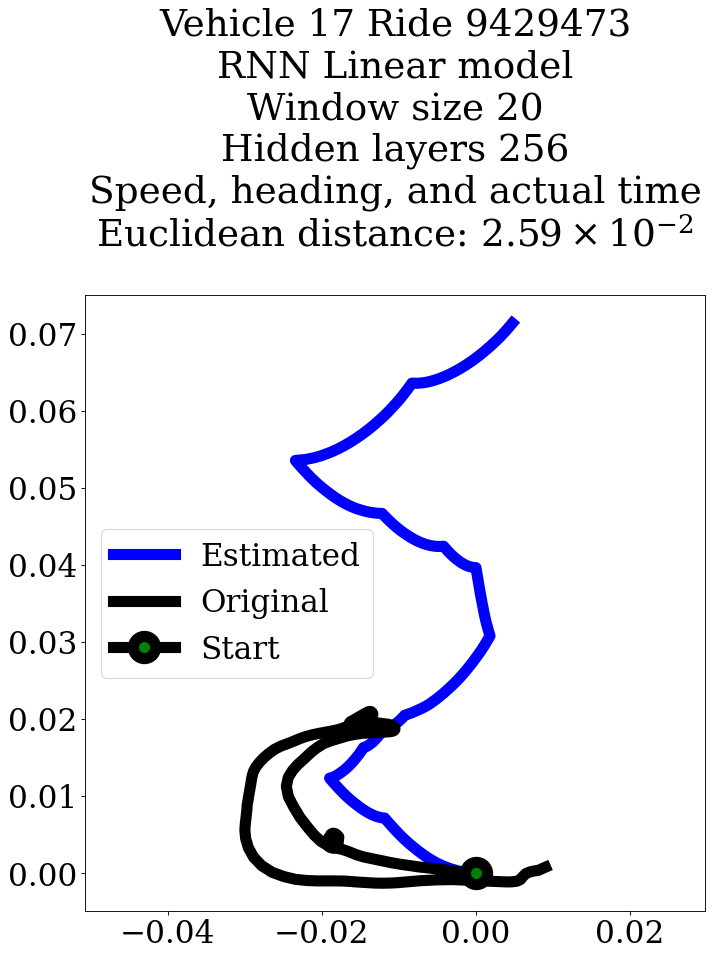 Vehicle 17 Ride 9429473
RNN Linear model
Window size 20
Hidden layers 256
Speed, heading, and actual time
Euclidean distance: 2.59 × 10⁻²
0.07
0.06
0.05
0.04
0.03
0.02
0.01
0.00
Estimated
Original
Start
−0.04 −0.02 0.00 0.02